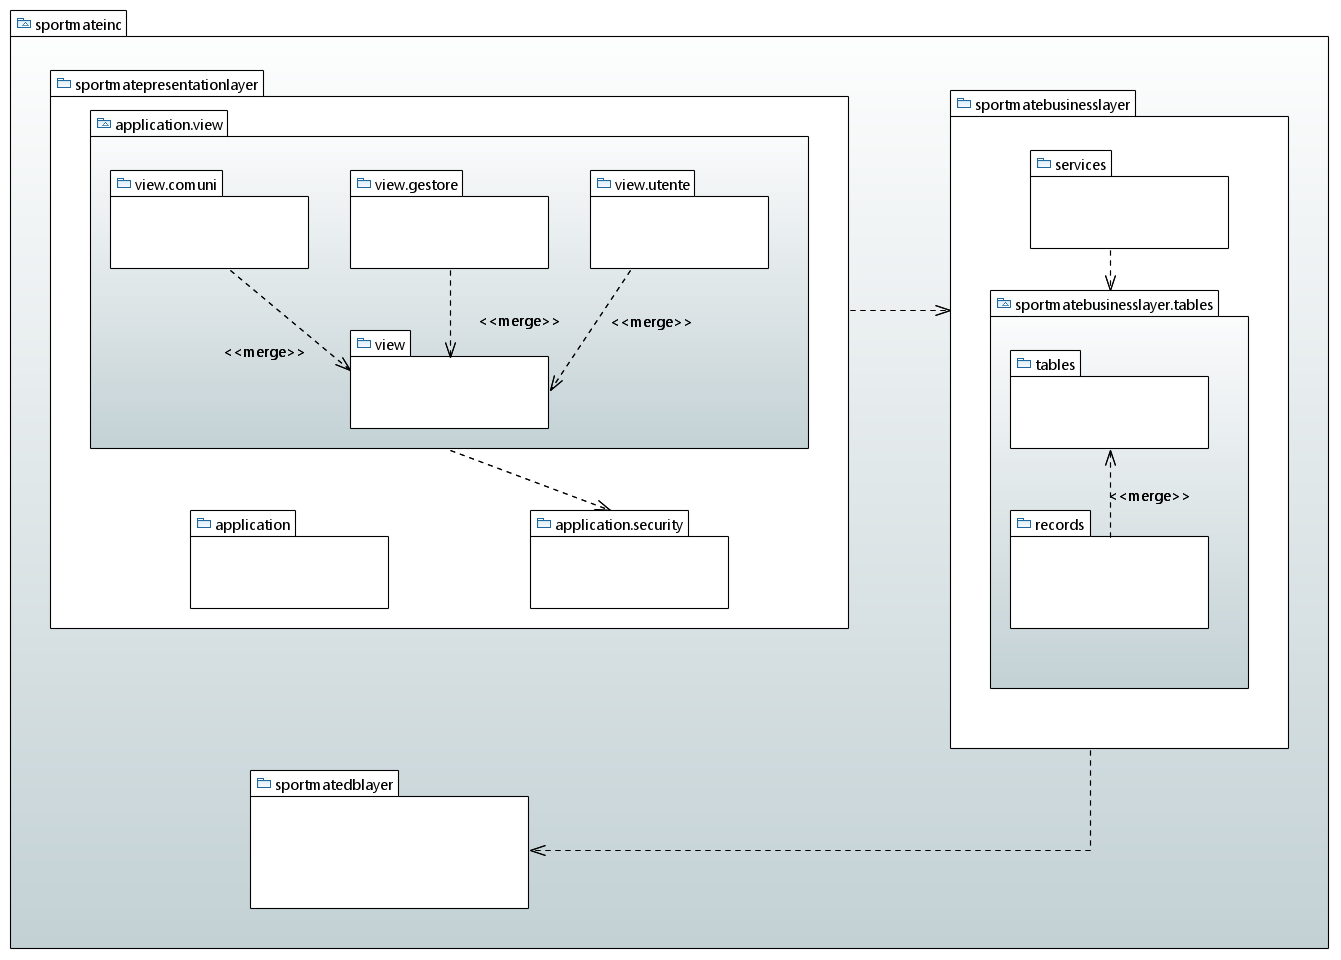 sportmateinc
sportmatepresentationlayer
application.view
view.comuni
view.gestore
view.utente
<<merge>>
<<merge>>
<<merge>>
view
application
application.security
sportmatebusinesslayer
services
sportmatebusinesslayer.tables
tables
<<merge>>
records
sportmatedblayer